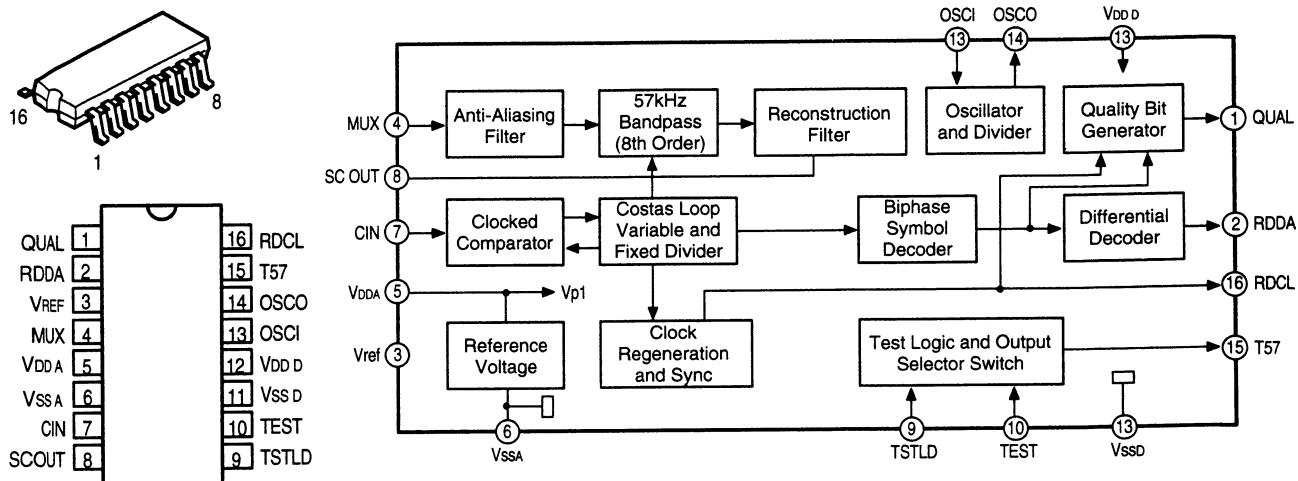 16
8
1
QUAL 1
RDDA 2
VREF 3
MUX 4
VDD A 5
VSS A 6
CIN 7
SCOUT 8
16 RDCL
15 T57
14 OSCO
13 OSCI
12 VDD D
11 VSS D
10 TEST
9 TSTLD
OSCI
13
OSCO
14
VDD D
13
MUX 4
Anti-Aliasing
Filter
57kHz
Bandpass
(8th Order)
Reconstruction
Filter
Oscillator
and Divider
Quality Bit
Generator
1 QUAL
SC OUT 8
CIN 7
Clocked
Comparator
Costas Loop
Variable and
Fixed Divider
Biphase
Symbol
Decoder
Differential
Decoder
2 RDDA
VDDA 5
Vp1
16 RDCL
Vref 3
Reference
Voltage
Clock
Regeneration
and Sync
Test Logic and Output
Selector Switch
15 T57
6
VSSA
9
TSTLD
10
TEST
13
VSSD